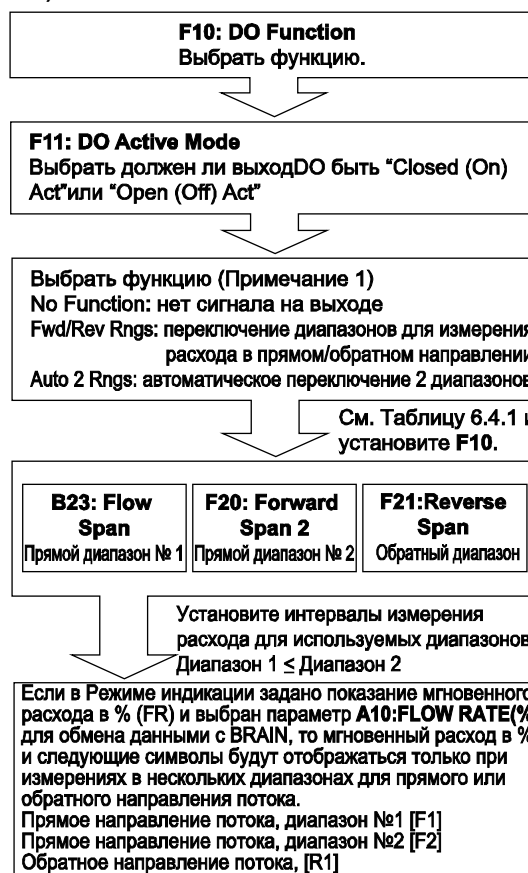 F10: DO Function
Выбрать функцию.
F11: DO Active Mode
Выбрать должен ли выходDO быть “Closed (On)
Act”или “Open (Off) Act”
Выбрать функцию (Примечание 1)
No Function: нет сигнала на выходе
Fwd/Rev Rngs: переключение диапазонов для измерения
расхода в прямом/обратном направлении
Auto 2 Rngs: автоматическое переключение 2 диапазонов
См. Таблицу 6.4.1 и
установите F10.
B23: Flow
Span
Прямой диапазон № 1
F20: Forward
Span 2
Прямой диапазон № 2
F21:Reverse
Span
Обратный диапазон
Установите интервалы измерения
расхода для используемых диапазонов
Диапазон 1 ≤ Диапазон 2
Если в Режиме индикации задано показание мгновенного
расхода в % (FR) и выбран параметр A10:FLOW RATE(%
для обмена данными с BRAIN, то мгновенный расход в %
и следующие символы будут отображаться только при
измерениях в нескольких диапазонах для прямого или
обратного направления потока.
Прямое направление потока, диапазон №1 [F1]
Прямое направление потока, диапазон №2 [F2]
Обратное направление потока, [R1]